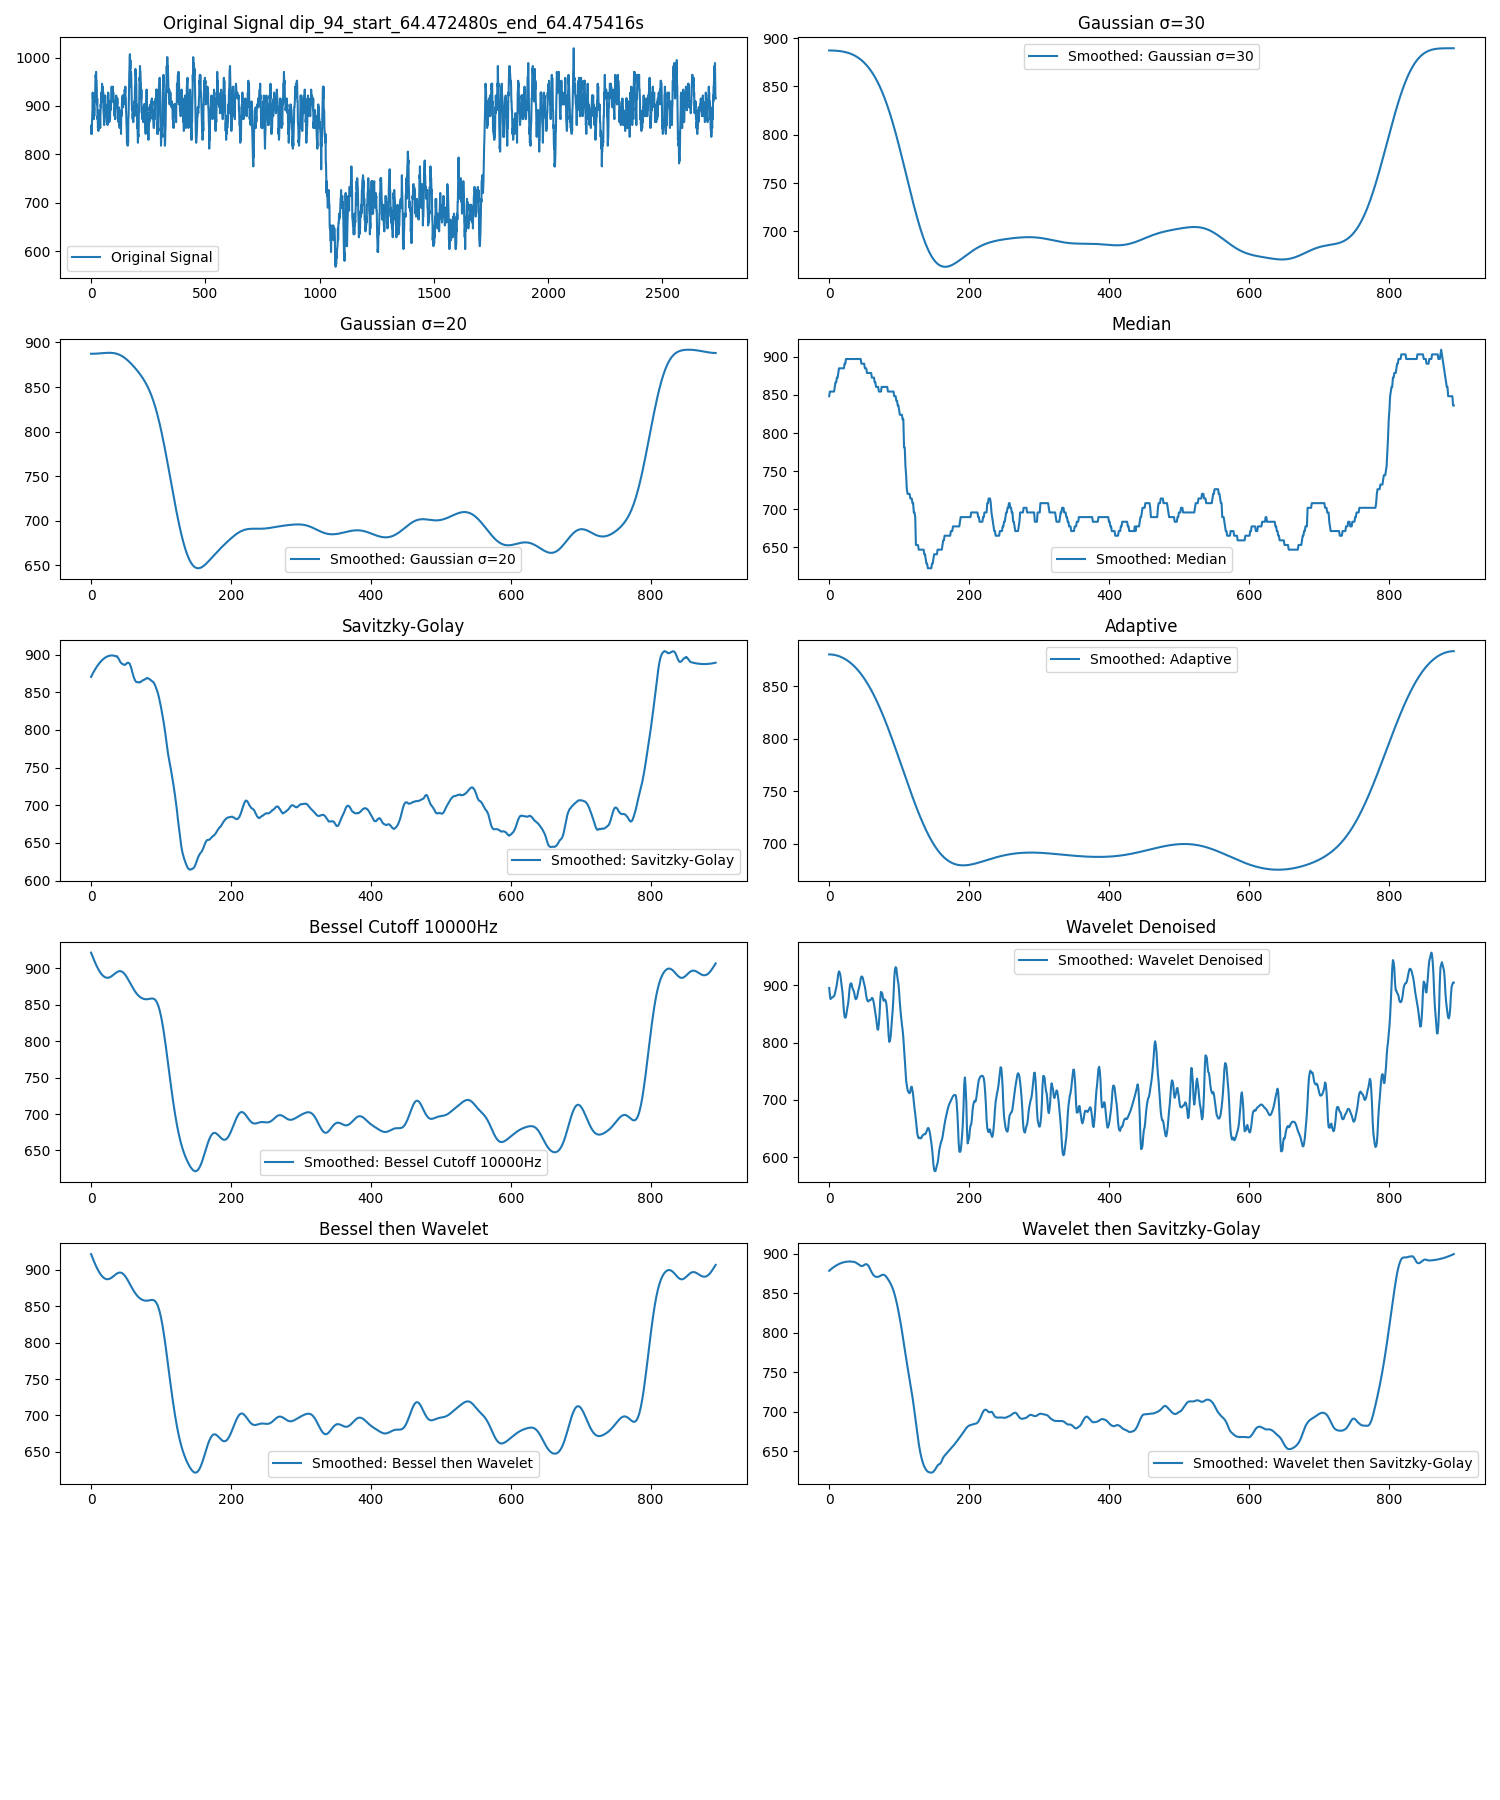 Original Signal dip_94_start_64.472480s_end_64.475416s
1000
900
800
700
600
Original Signal
0 500 1000 1500 2000 2500
Gaussian σ=30
900
850
800
750
700
Smoothed: Gaussian σ=30
0 200 400 600 800
Gaussian σ=20
900
850
800
750
700
650
Smoothed: Gaussian σ=20
0 200 400 600 800
Median
900
850
800
750
700
650
Smoothed: Median
0 200 400 600 800
Savitzky-Golay
900
850
800
750
700
650
600
Smoothed: Savitzky-Golay
0 200 400 600 800
Adaptive
850
800
750
700
Smoothed: Adaptive
0 200 400 600 800
Bessel Cutoff 10000Hz
900
850
800
750
700
650
Smoothed: Bessel Cutoff 10000Hz
0 200 400 600 800
Wavelet Denoised
900
800
700
600
Smoothed: Wavelet Denoised
0 200 400 600 800
Bessel then Wavelet
900
850
800
750
700
650
Smoothed: Bessel then Wavelet
0 200 400 600 800
Wavelet then Savitzky-Golay
900
850
800
750
700
650
Smoothed: Wavelet then Savitzky-Golay
0 200 400 600 800